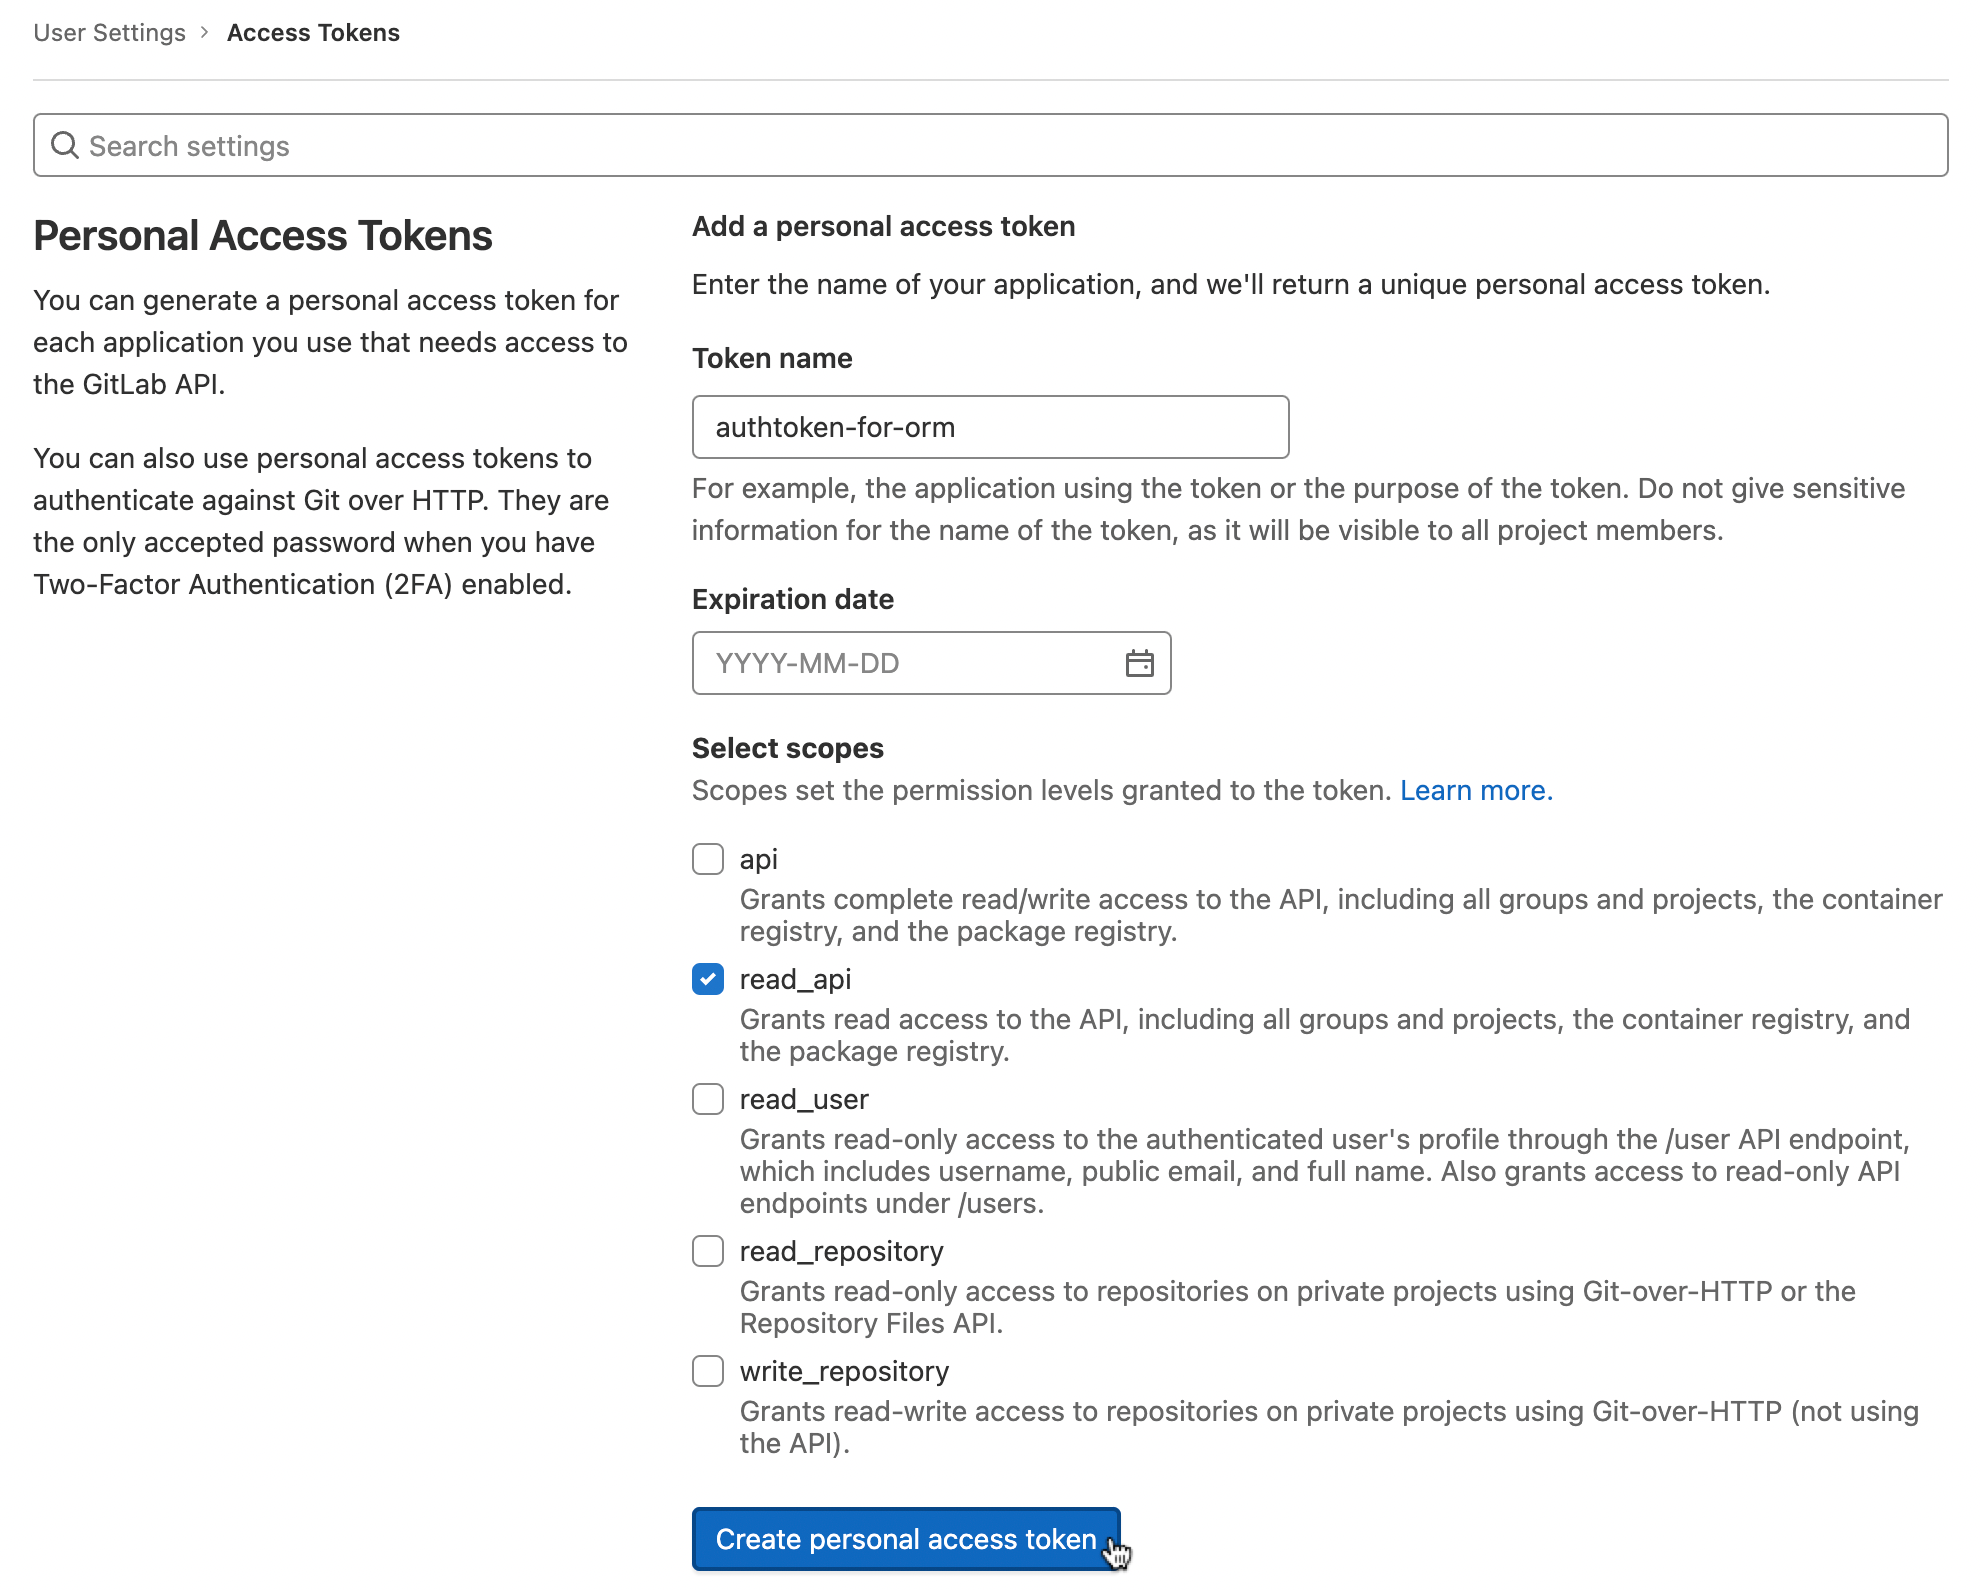 User Settings > Access Tokens
Search settings
Personal Access Tokens
You can generate a personal access token for
each application you use that needs access to
the GitLab API.
You can also use personal access tokens to
authenticate against Git over HTTP. They are
the only accepted password when you have
Two-Factor Authentication (2FA) enabled.
Add a personal access token
Enter the name of your application, and we'll return a unique personal access token.
Token name
authtoken-for-orm
For example, the application using the token or the purpose of the token. Do not give sensitive
information for the name of the token, as it will be visible to all project members.
Expiration date
YYYY-MM-DD
Select scopes
Scopes set the permission levels granted to the token. Learn more.
api
Grants complete read/write access to the API, including all groups and projects, the container
registry, and the package registry.
read_api
Grants read access to the API, including all groups and projects, the container registry, and
the package registry.
read_user
Grants read-only access to the authenticated user's profile through the /user API endpoint,
which includes username, public email, and full name. Also grants access to read-only API
endpoints under /users.
read_repository
Grants read-only access to repositories on private projects using Git-over-HTTP or the
Repository Files API.
write_repository
Grants read-write access to repositories on private projects using Git-over-HTTP (not using
the API).
Create personal access token